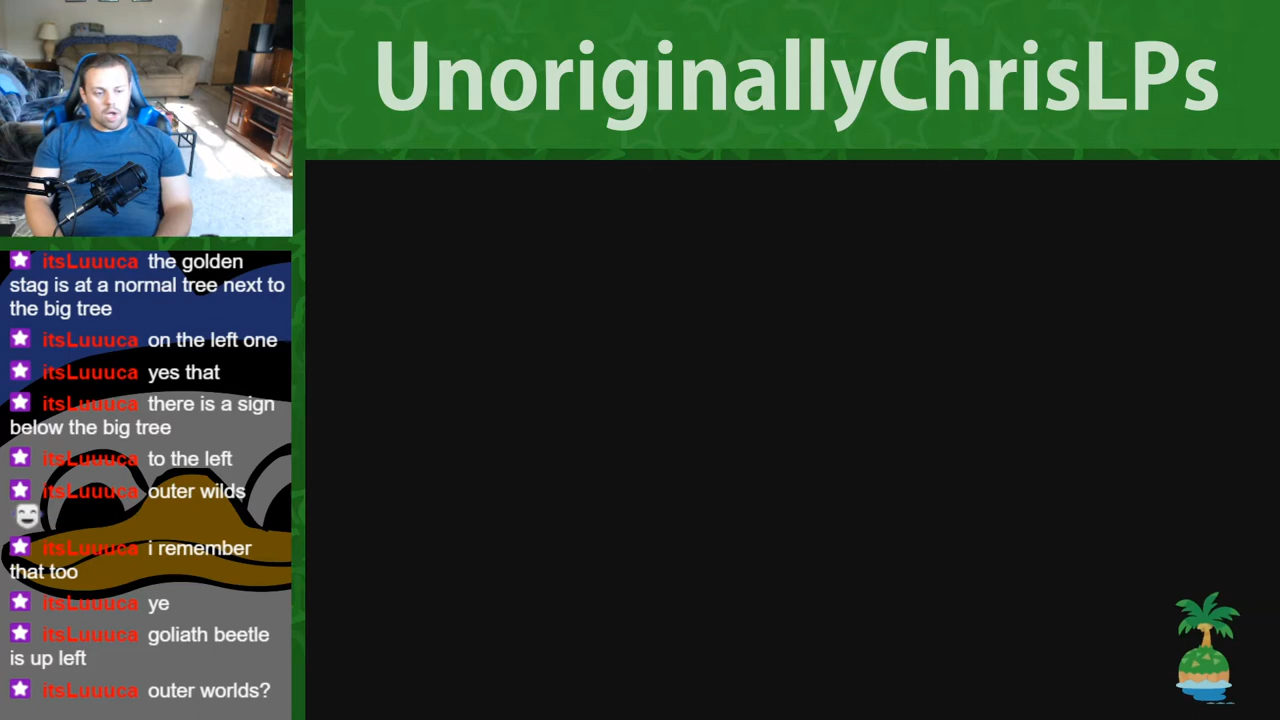 UnoriginallyChrisLPs
itsLuuuca the golden
stag is at a normal tree next to
the big tree
itsLuuuca on the left one
itsLuuuca yes that
itsLuuuca there is a sign
below the big tree
itsLuuuca to the left
itsLuuuca outer wilds
itsLuuuca i remember
that too
itsLuuuca ye
itsLuuuca goliath beetle
is up left
itsLuuuca outer worlds?